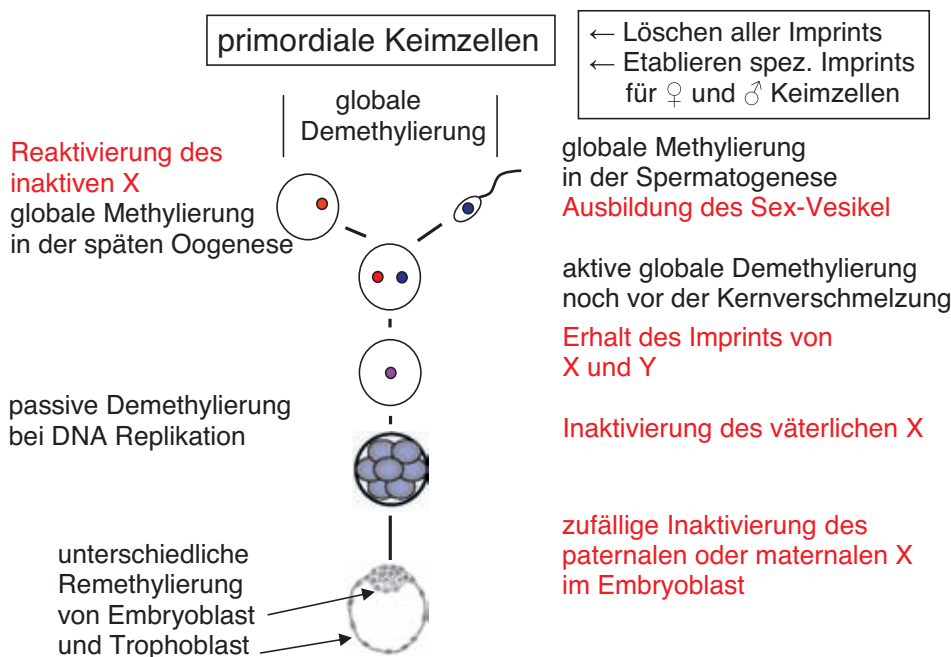 primordiale Keimzellen
← Löschen aller Imprints
← Etablieren spez. Imprints
für ♀ und ♂ Keimzellen
globale
Demethylierung
Reaktivierung des
inaktiven X
globale Methylierung
in der späten Oogenese
globale Methylierung
in der Spermatogenese
Ausbildung des Sex-Vesikel
aktive globale Demethylierung
noch vor der Kernverschmelzung
Erhalt des Imprints von
X und Y
passive Demethylierung
bei DNA Replikation
Inaktivierung des väterlichen X
zufällige Inaktivierung des
paternalen oder maternalen X
im Embryoblast
unterschiedliche
Remethylierung
von Embryoblast
und Trophoblast